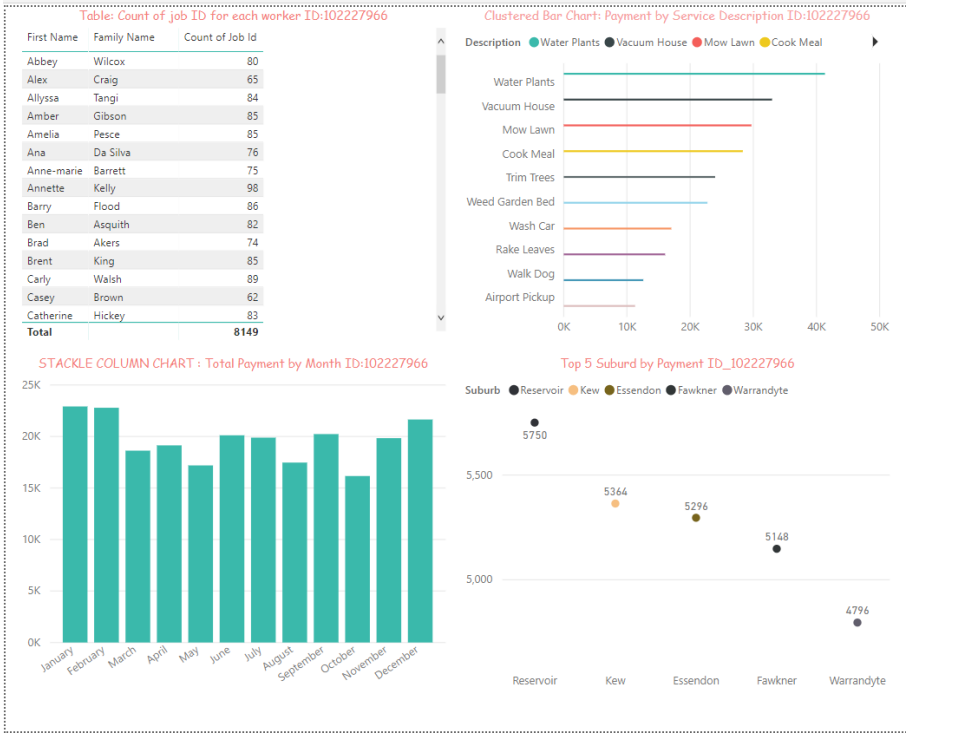 Table: Count of job ID for each worker ID:102227966
First Name Family Name Count of Job Id
Abbey Wilcox 80
Alex Craig 65
Allyssa Tangi 84
Amber Gibson 85
Amelia Pesce 85
Ana Da Silva 76
Anne-marie Barrett 75
Annette Kelly 98
Barry Flood 86
Ben Asquith 82
Brad Akers 74
Brent King 85
Carly Walsh 89
Casey Brown 62
Catherine Hickey 83
Total 8149
Clustered Bar Chart: Payment by Service Description ID:102227966
Description Water Plants Vacuum House Mow Lawn Cook Meal
Water Plants
Vacuum House
Mow Lawn
Cook Meal
Trim Trees
Weed Garden Bed
Wash Car
Rake Leaves
Walk Dog
Airport Pickup
0K 10K 20K 30K 40K 50K
STACKLE COLUMN CHART : Total Payment by Month ID:102227966
25K
20K
15K
10K
5K
0K
January February March April May June July August September October November December
Top 5 Suburd by Payment ID_102227966
Suburb Reservoir Kew Essendon Fawkner Warrandyte
5750
5,500
5364
5296
5148
5,000
4796
Reservoir Kew Essendon Fawkner Warrandyte